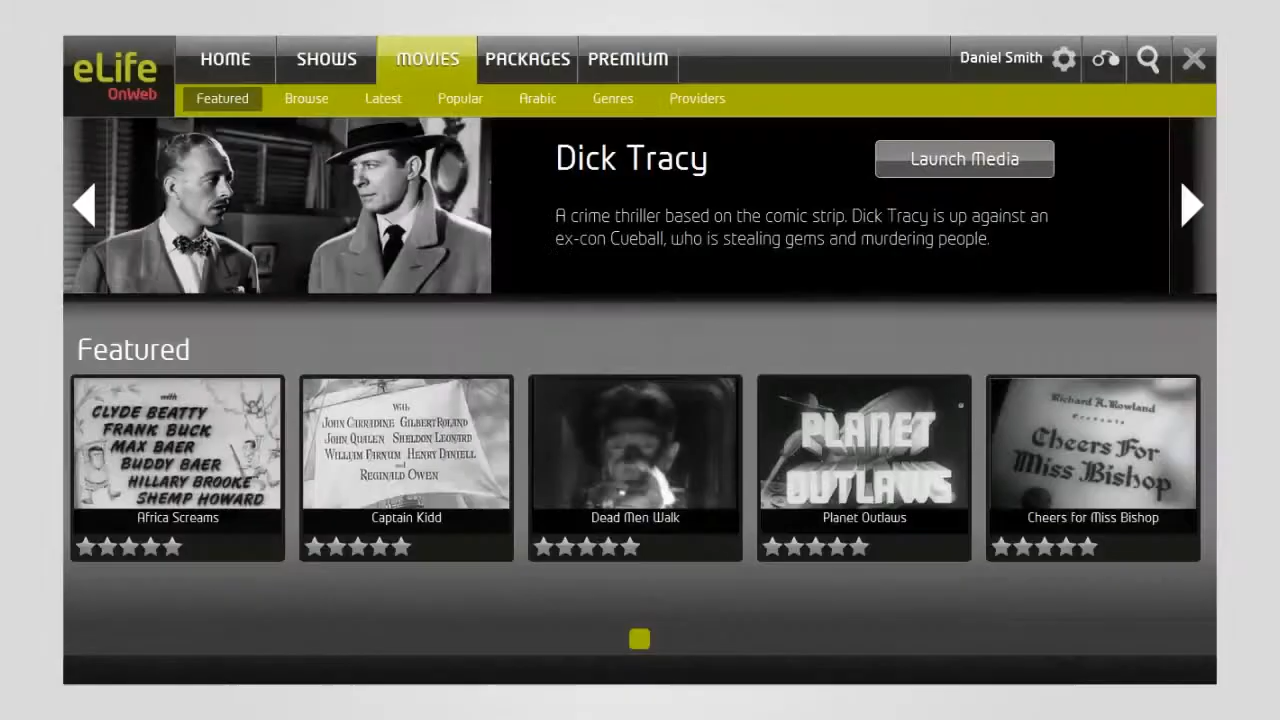 eLife
OnWeb
HOME SHOWS MOVIES PACKAGES PREMIUM
Daniel Smith
Featured Browse Latest Popular Arabic Genres Providers
Dick Tracy
Launch Media
A crime thriller based on the comic strip. Dick Tracy is up against an
ex-con Cueball, who is stealing gems and murdering people.
Featured
with
CLYDE BEATTY
FRANK BUCK
MAX BAER
BUDDY BAER
HILLARY BROOKE
SHEMP HOWARD
Africa Screams
With
JOHN CARRADINE GILBERT ROLAND
JOHN QUALEN SHELDON LEONARD
WILLIAM FARNUM HENRY DANIELL
and
REGINALD OWEN
Captain Kidd
Dead Men Walk
PLANET
OUTLAWS
Planet Outlaws
Richard A. Rowland
Presents
Cheers For
Miss Bishop
Cheers for Miss Bishop